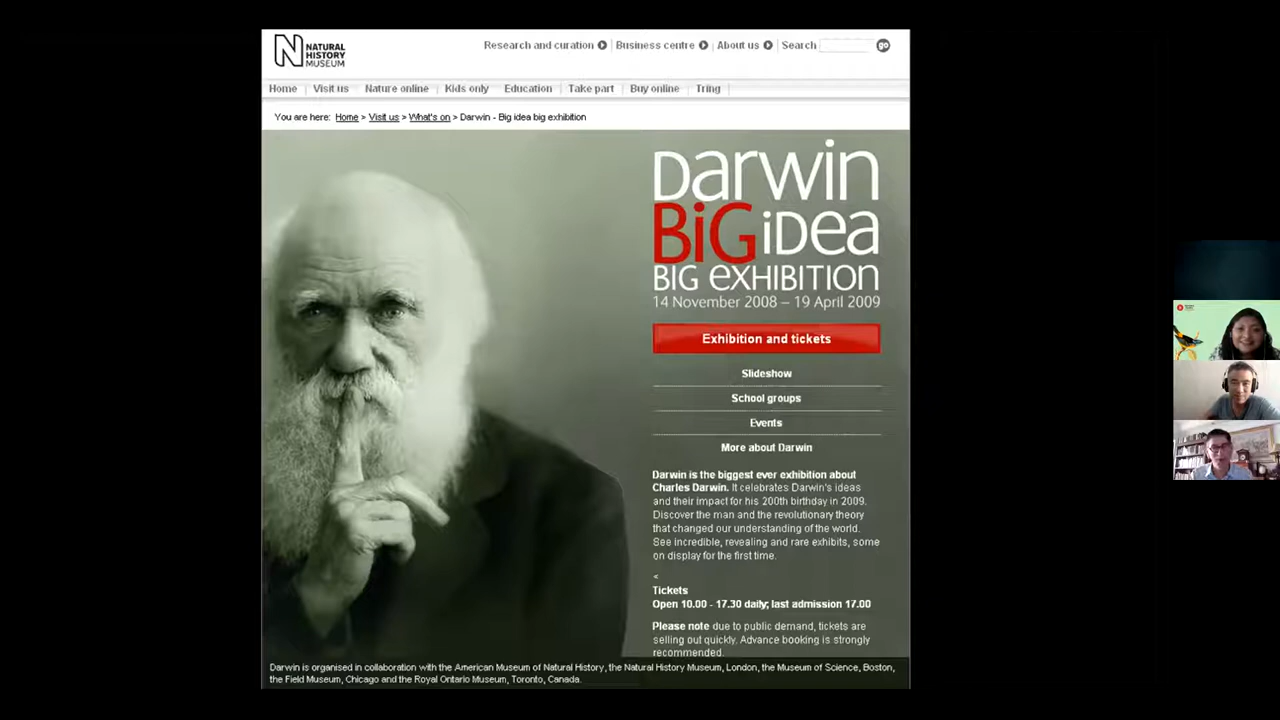 NATURAL
HISTORY
MUSEUM
Research and curation
Business centre
About us
Search
go
Home
Visit us
Nature online
Kids only
Education
Take part
Buy online
Tring
You are here: Home > Visit us > What's on > Darwin - Big idea big exhibition
Darwin
BiG iDea
BIG eXHIBITION
14 November 2008 – 19 April 2009
Exhibition and tickets
Slideshow
School groups
Events
More about Darwin
Darwin is the biggest ever exhibition about
Charles Darwin. It celebrates Darwin's ideas
and their impact for his 200th birthday in 2009.
Discover the man and the revolutionary theory
that changed our understanding of the world.
See incredible, revealing and rare exhibits, some
on display for the first time.
<
Tickets
Open 10.00 - 17.30 daily; last admission 17.00
Please note due to public demand, tickets are
selling out quickly. Advance booking is strongly
recommended.
Darwin is organised in collaboration with the American Museum of Natural History, the Natural History Museum, London, the Museum of Science, Boston,
the Field Museum, Chicago and the Royal Ontario Museum, Toronto, Canada.